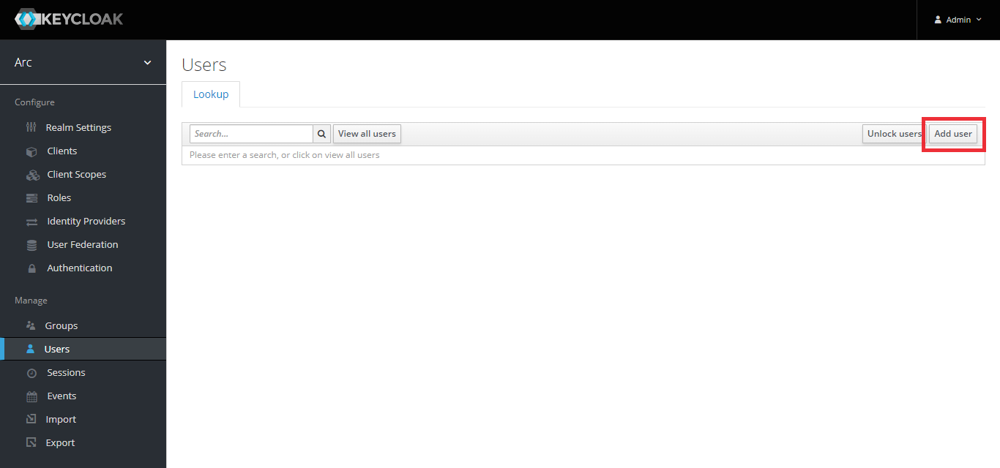 KEYCLOAK
Admin
Arc
Configure
Realm Settings
Clients
Client Scopes
Roles
Identity Providers
User Federation
Authentication
Manage
Groups
Users
Sessions
Events
Import
Export
Users
Lookup
Search... View all users Unlock users Add user
Please enter a search, or click on view all users